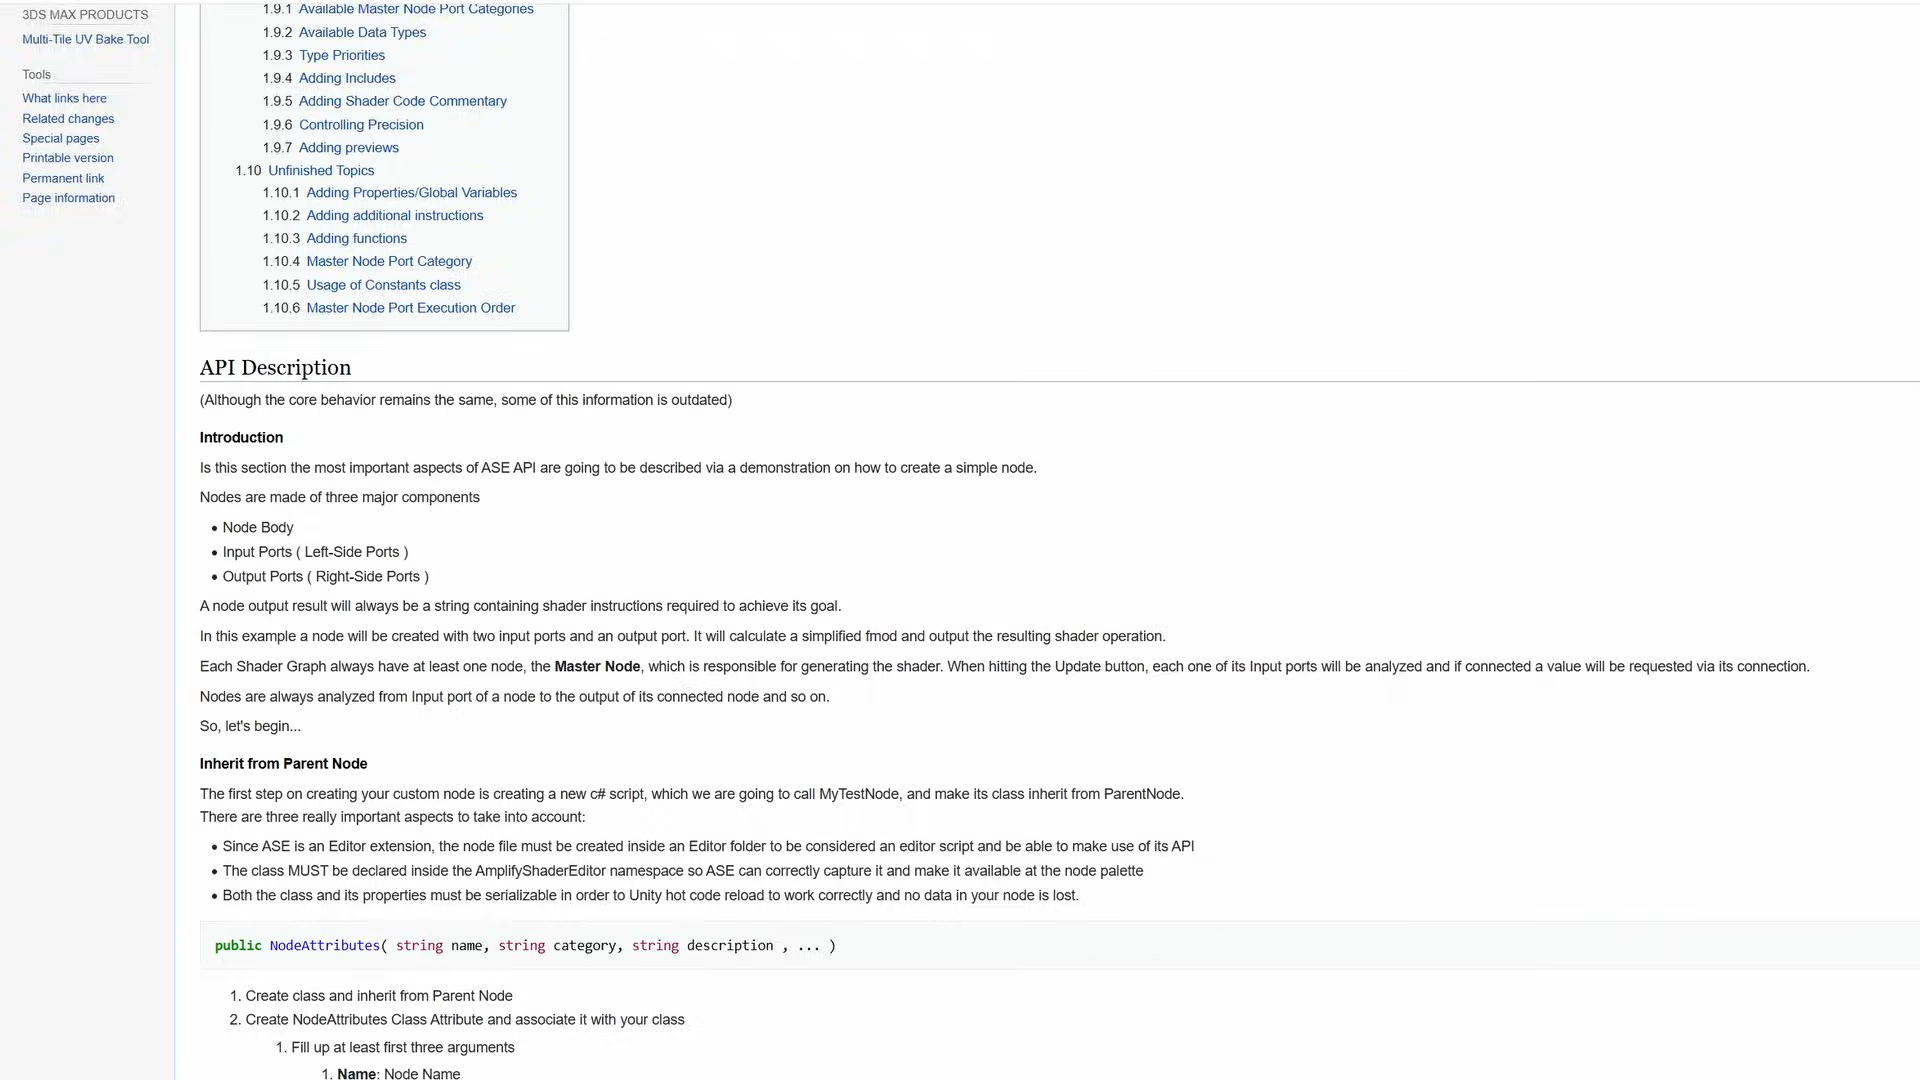 3DS MAX PRODUCTS
Multi-Tile UV Bake Tool
Tools
What links here
Related changes
Special pages
Printable version
Permanent link
Page information
1.9.1 Available Master Node Port Categories
1.9.2 Available Data Types
1.9.3 Type Priorities
1.9.4 Adding Includes
1.9.5 Adding Shader Code Commentary
1.9.6 Controlling Precision
1.9.7 Adding previews
1.10 Unfinished Topics
1.10.1 Adding Properties/Global Variables
1.10.2 Adding additional instructions
1.10.3 Adding functions
1.10.4 Master Node Port Category
1.10.5 Usage of Constants class
1.10.6 Master Node Port Execution Order
API Description
(Although the core behavior remains the same, some of this information is outdated)
Introduction
Is this section the most important aspects of ASE API are going to be described via a demonstration on how to create a simple node.
Nodes are made of three major components
• Node Body
• Input Ports ( Left-Side Ports )
• Output Ports ( Right-Side Ports )
A node output result will always be a string containing shader instructions required to achieve its goal.
In this example a node will be created with two input ports and an output port. It will calculate a simplified fmod and output the resulting shader operation.
Each Shader Graph always have at least one node, the Master Node, which is responsible for generating the shader. When hitting the Update button, each one of its Input ports will be analyzed and if connected a value will be requested via its connection.
Nodes are always analyzed from Input port of a node to the output of its connected node and so on.
So, let's begin...
Inherit from Parent Node
The first step on creating your custom node is creating a new c# script, which we are going to call MyTestNode, and make its class inherit from ParentNode.
There are three really important aspects to take into account:
• Since ASE is an Editor extension, the node file must be created inside an Editor folder to be considered an editor script and be able to make use of its API
• The class MUST be declared inside the AmplifyShaderEditor namespace so ASE can correctly capture it and make it available at the node palette
• Both the class and its properties must be serializable in order to Unity hot code reload to work correctly and no data in your node is lost.
public NodeAttributes( string name, string category, string description , ... )
1. Create class and inherit from Parent Node
2. Create NodeAttributes Class Attribute and associate it with your class
1. Fill up at least first three arguments
1. Name: Node Name